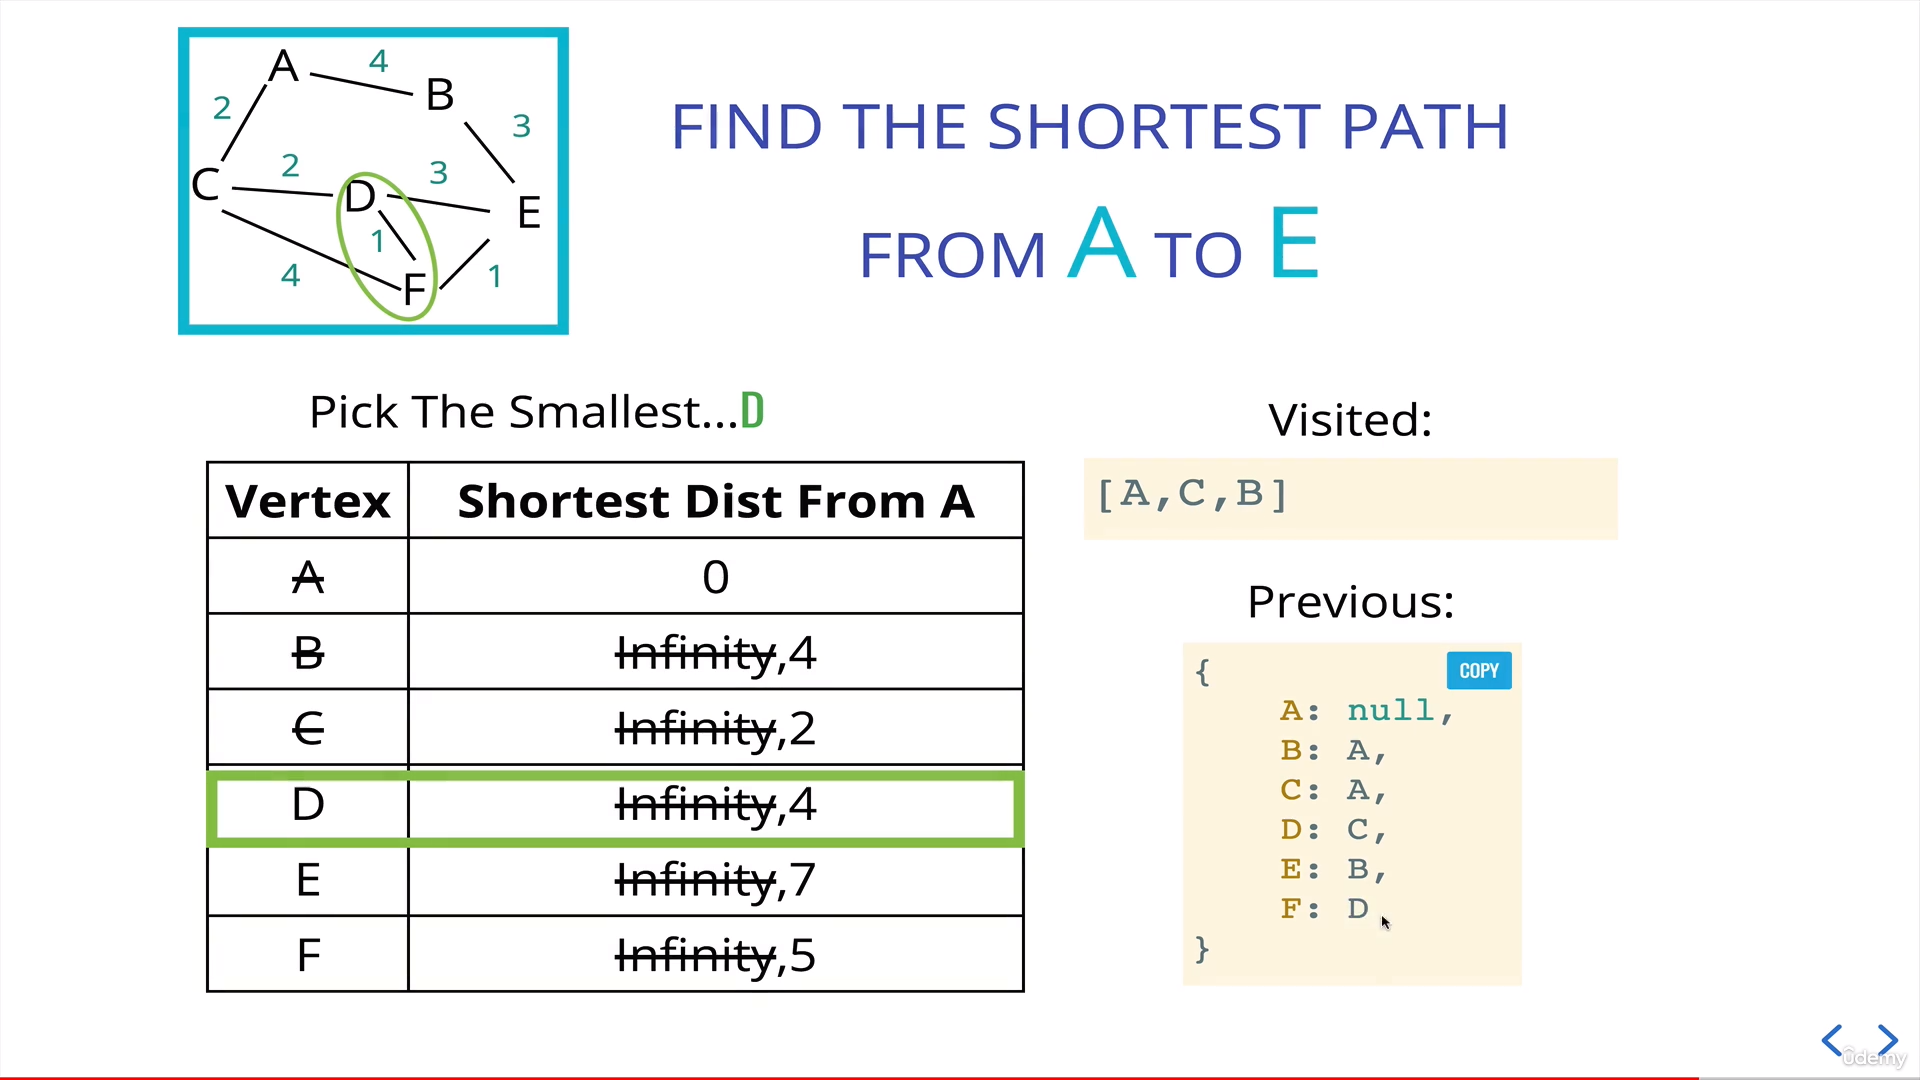 A
4
B
2
3
C
2
D
3
E
1
4
F
1
FIND THE SHORTEST PATH
FROM A TO E
Pick The Smallest...D
Vertex Shortest Dist From A
A 0
B Infinity,4
C Infinity,2
D Infinity,4
E Infinity,7
F Infinity,5
Visited:
[A,C,B]
Previous:
{
COPY
A: null,
B: A,
C: A,
D: C,
E: B,
F: D
}
ûdemy